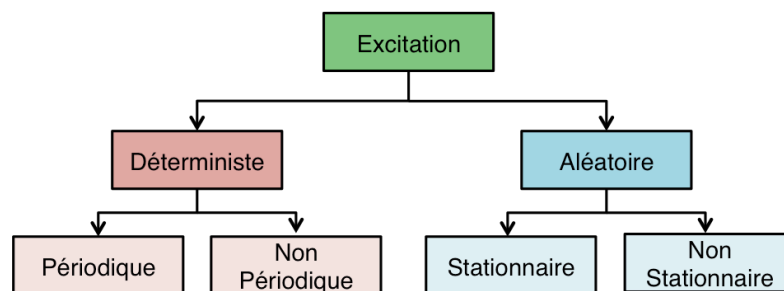 Excitation
Déterministe
Aléatoire
Périodique
Non
Périodique
Stationnaire
Non
Stationnaire